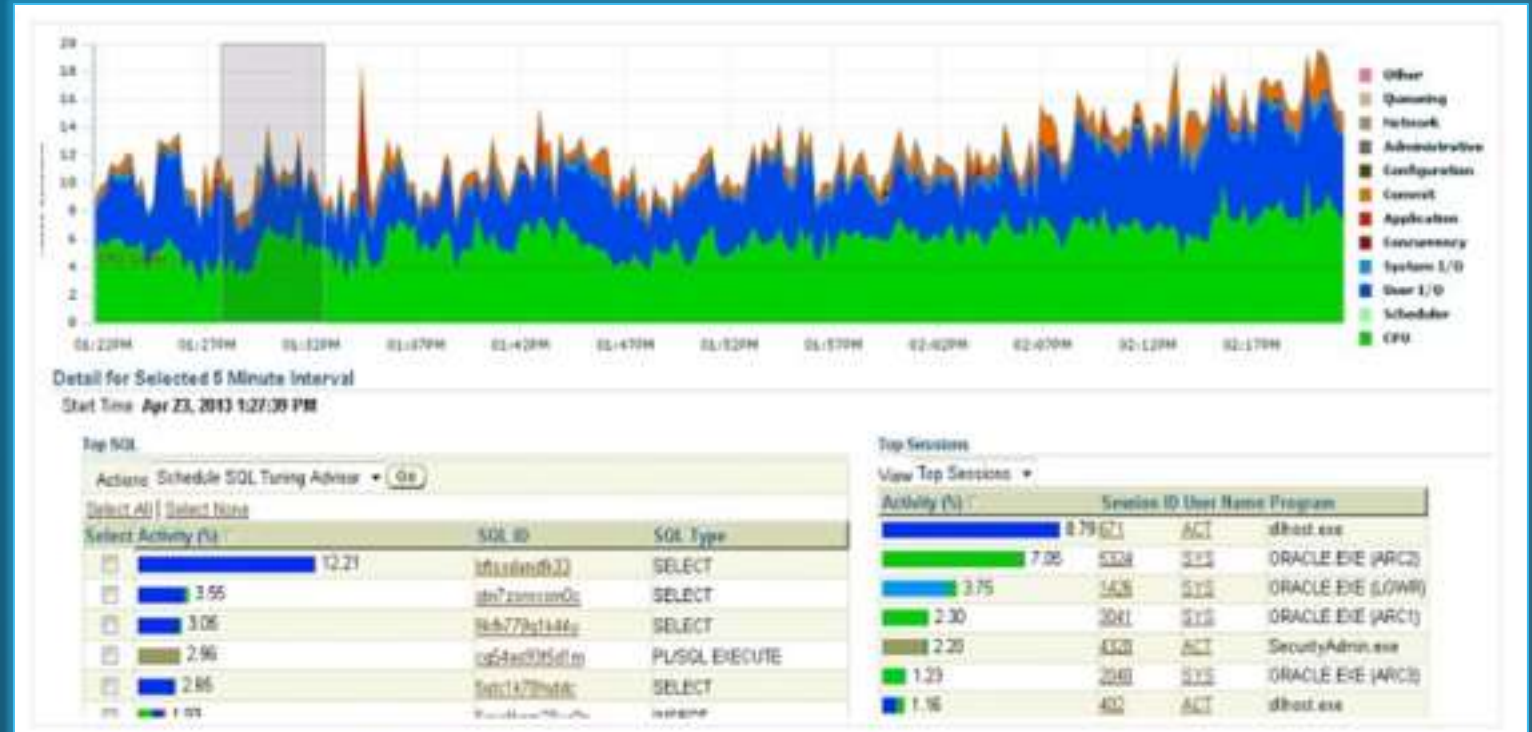 20
18
16
14
12
10
8
6
4
2
0
01:22PM 01:27PM 01:32PM 01:37PM 01:42PM 01:47PM 01:52PM 01:57PM 02:02PM 02:07PM 02:12PM 02:17PM
Other
Queueing
Network
Administrative
Configuration
Commit
Application
Concurrency
System I/O
User I/O
Scheduler
CPU
Detail for Selected 5 Minute Interval
Start Time Apr 23, 2013 1:27:39 PM
Top SQL
Actions Schedule SQL Tuning Advisor Go
Select All | Select None
Select Activity (%) SQL ID SQL Type
12.21 SELECT
3.55 SELECT
3.06 SELECT
2.96 PL/SQL EXECUTE
2.85 SELECT
1.93
Top Sessions
View Top Sessions
Activity (%) Session ID User Name Program
8.79 671 ACT dlhost.exe
7.05 5324 SYS ORACLE.EXE (ARC2)
3.75 1426 SYS ORACLE.EXE (LGWR)
2.30 3041 SYS ORACLE.EXE (ARC1)
2.20 4328 ACT SecurityAdmin.exe
1.23 SYS ORACLE.EXE (ARC3)
1.16 402 ACT dlhost.exe